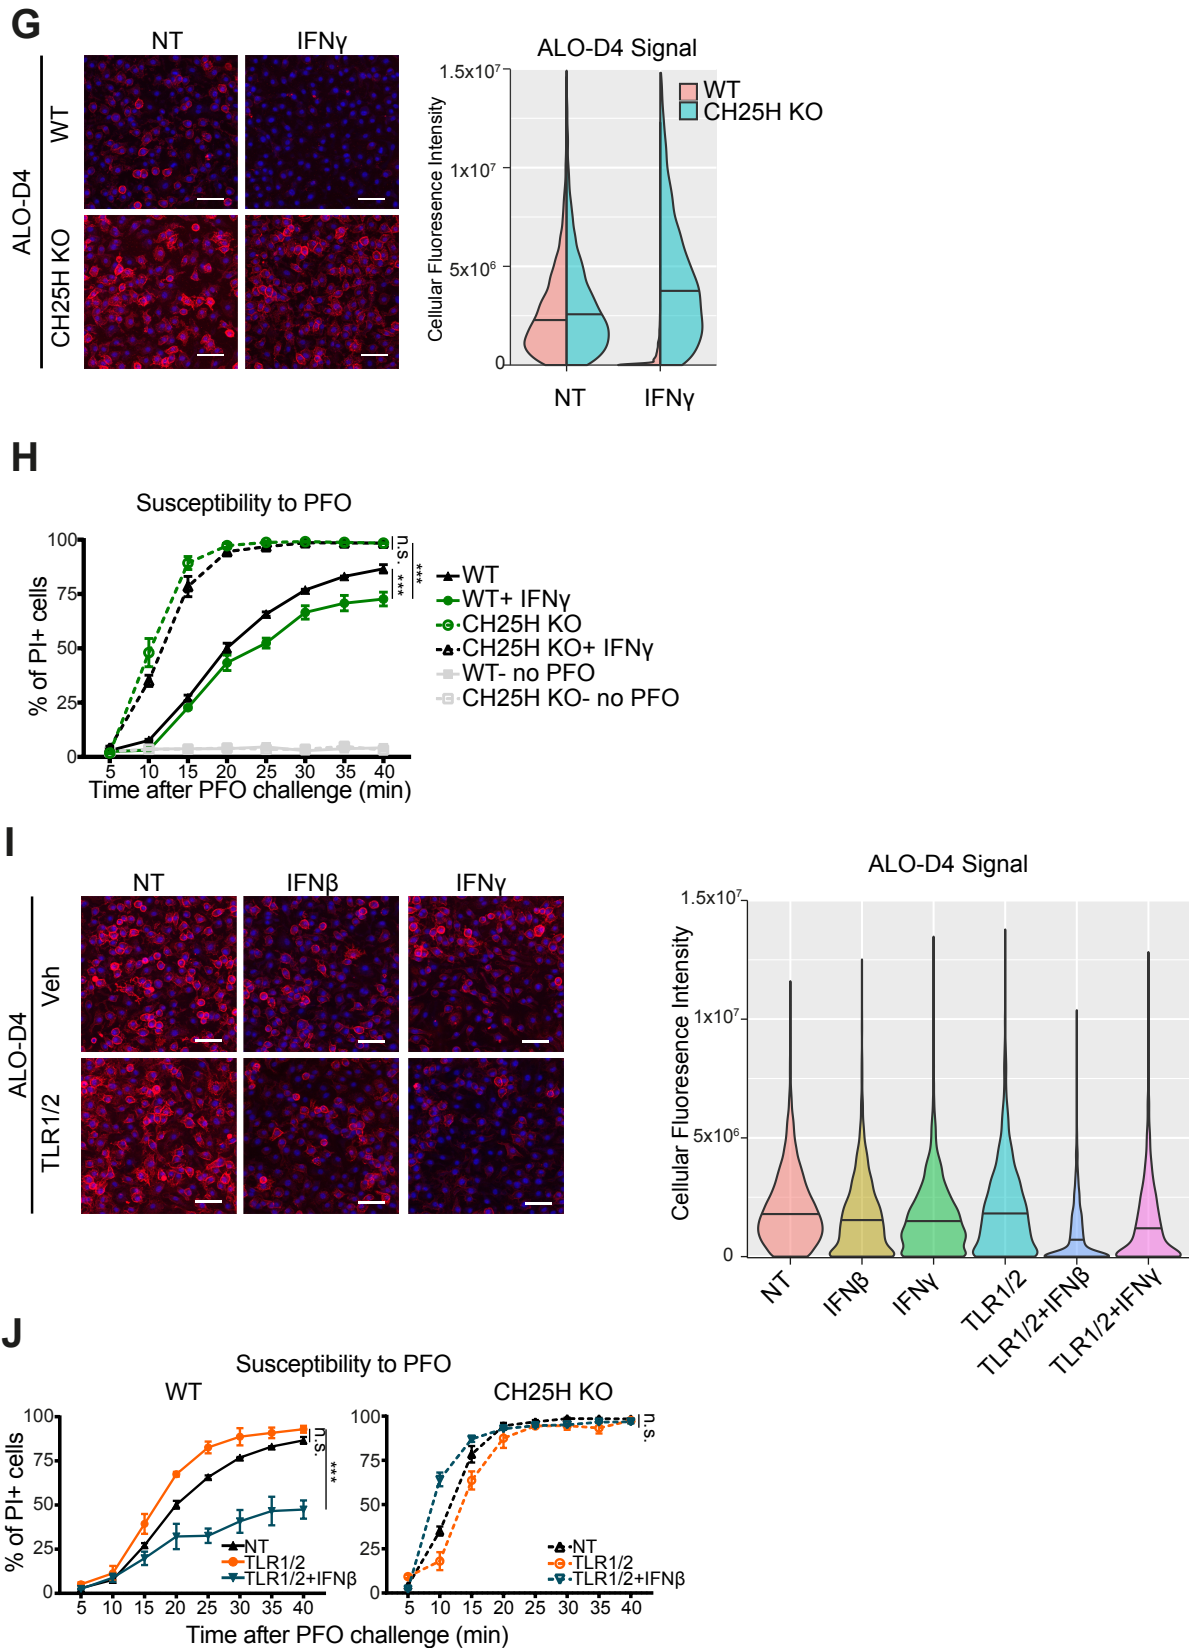 G
NT IFNγ
ALO-D4
WT
CH25H KO
ALO-D4 Signal
Cellular Fluoresence Intensity
1.5x10⁷
1x10⁷
5x10⁶
0
WT
CH25H KO
NT IFNγ
H
Susceptibility to PFO
% of PI+ cells
100
75
50
25
0
5 10 15 20 25 30 35 40
Time after PFO challenge (min)
n.s.
***
***
WT
WT+ IFNγ
CH25H KO
CH25H KO+ IFNγ
WT- no PFO
CH25H KO- no PFO
I
NT IFNβ IFNγ
ALO-D4
Veh
TLR1/2
ALO-D4 Signal
Cellular Fluoresence Intensity
1.5x10⁷
1x10⁷
5x10⁶
0
NT IFNβ IFNγ TLR1/2 TLR1/2+IFNβ TLR1/2+IFNγ
J
Susceptibility to PFO
WT
CH25H KO
% of PI+ cells
100
75
50
25
0
5 10 15 20 25 30 35 40
n.s.
***
NT
TLR1/2
TLR1/2+IFNβ
100
75
50
25
0
5 10 15 20 25 30 35 40
n.s.
NT
TLR1/2
TLR1/2+IFNβ
Time after PFO challenge (min)